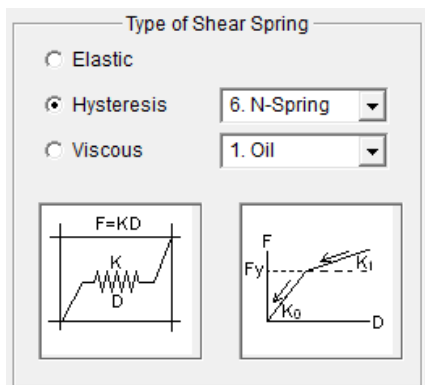 Type of Shear Spring
Elastic
Hysteresis
6. N-Spring
Viscous
1. Oil
F=KD
K
D
F
Fy
K1
K0
D